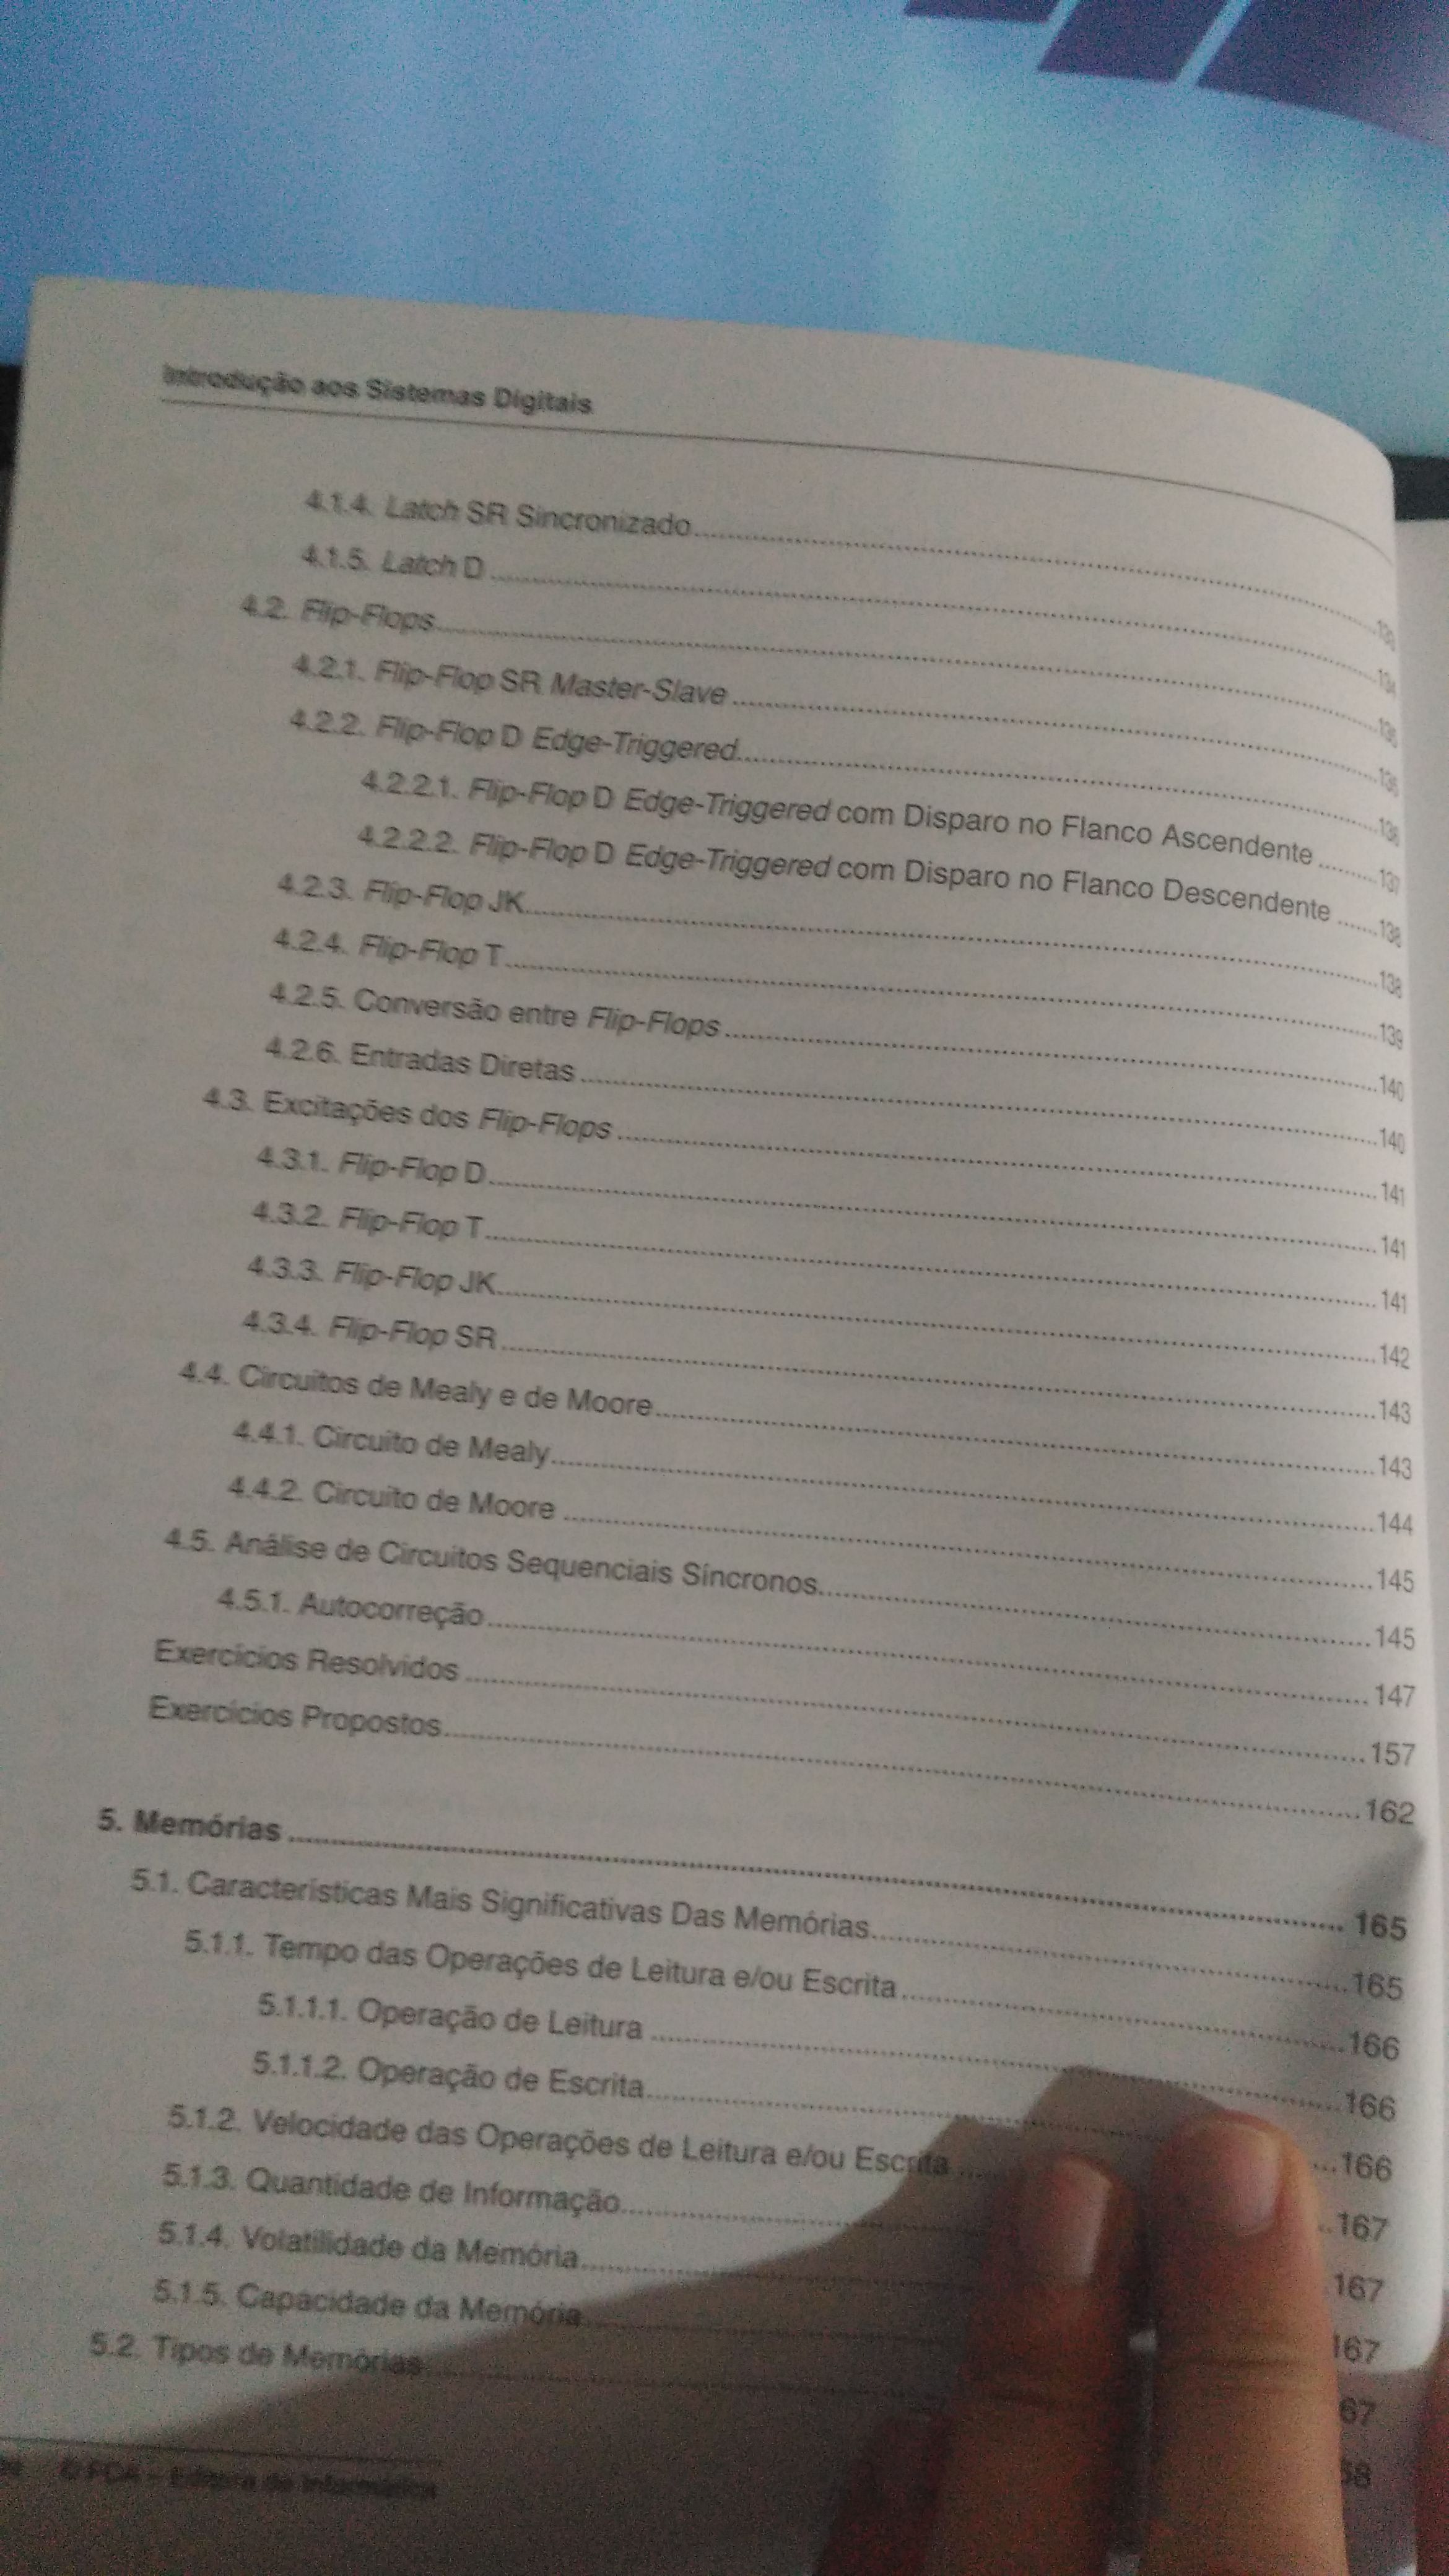 Introdução aos Sistemas Digitais
4.1.4. Latch SR Sincronizado
4.1.5. Latch D ........ 134
4.2. Flip-Flops ........ 135
4.2.1. Flip-Flop SR Master-Slave ........ 135
4.2.2. Flip-Flop D Edge-Triggered ........ 136
4.2.2.1. Flip-Flop D Edge-Triggered com Disparo no Flanco Ascendente ........ 137
4.2.2.2. Flip-Flop D Edge-Triggered com Disparo no Flanco Descendente ........ 138
4.2.3. Flip-Flop JK ........ 138
4.2.4. Flip-Flop T ........ 139
4.2.5. Conversão entre Flip-Flops ........ 140
4.2.6. Entradas Diretas ........ 140
4.3. Excitações dos Flip-Flops ........ 141
4.3.1. Flip-Flop D ........ 141
4.3.2. Flip-Flop T ........ 141
4.3.3. Flip-Flop JK ........ 142
4.3.4. Flip-Flop SR ........ 143
4.4. Circuitos de Mealy e de Moore ........ 143
4.4.1. Circuito de Mealy ........ 144
4.4.2. Circuito de Moore ........ 145
4.5. Análise de Circuitos Sequenciais Síncronos ........ 145
4.5.1. Autocorreção ........ 147
Exercícios Resolvidos ........ 157
Exercícios Propostos ........ 162
5. Memórias ........ 165
5.1. Características Mais Significativas Das Memórias ........ 165
5.1.1. Tempo das Operações de Leitura e/ou Escrita ........ 166
5.1.1.1. Operação de Leitura ........ 166
5.1.1.2. Operação de Escrita ........ 166
5.1.2. Velocidade das Operações de Leitura e/ou Escrita ........ 167
5.1.3. Quantidade de Informação ........ 167
5.1.4. Volatilidade da Memória ........ 167
5.1.5. Capacidade da Memória ........ 67
5.2. Tipos de Memórias ........ 68
© FCA – Editora de Informática